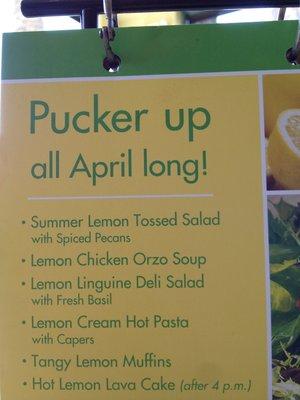 Pucker up
all April long!
• Summer Lemon Tossed Salad
with Spiced Pecans
• Lemon Chicken Orzo Soup
• Lemon Linguine Deli Salad
with Fresh Basil
• Lemon Cream Hot Pasta
with Capers
• Tangy Lemon Muffins
• Hot Lemon Lava Cake (after 4 p.m.)